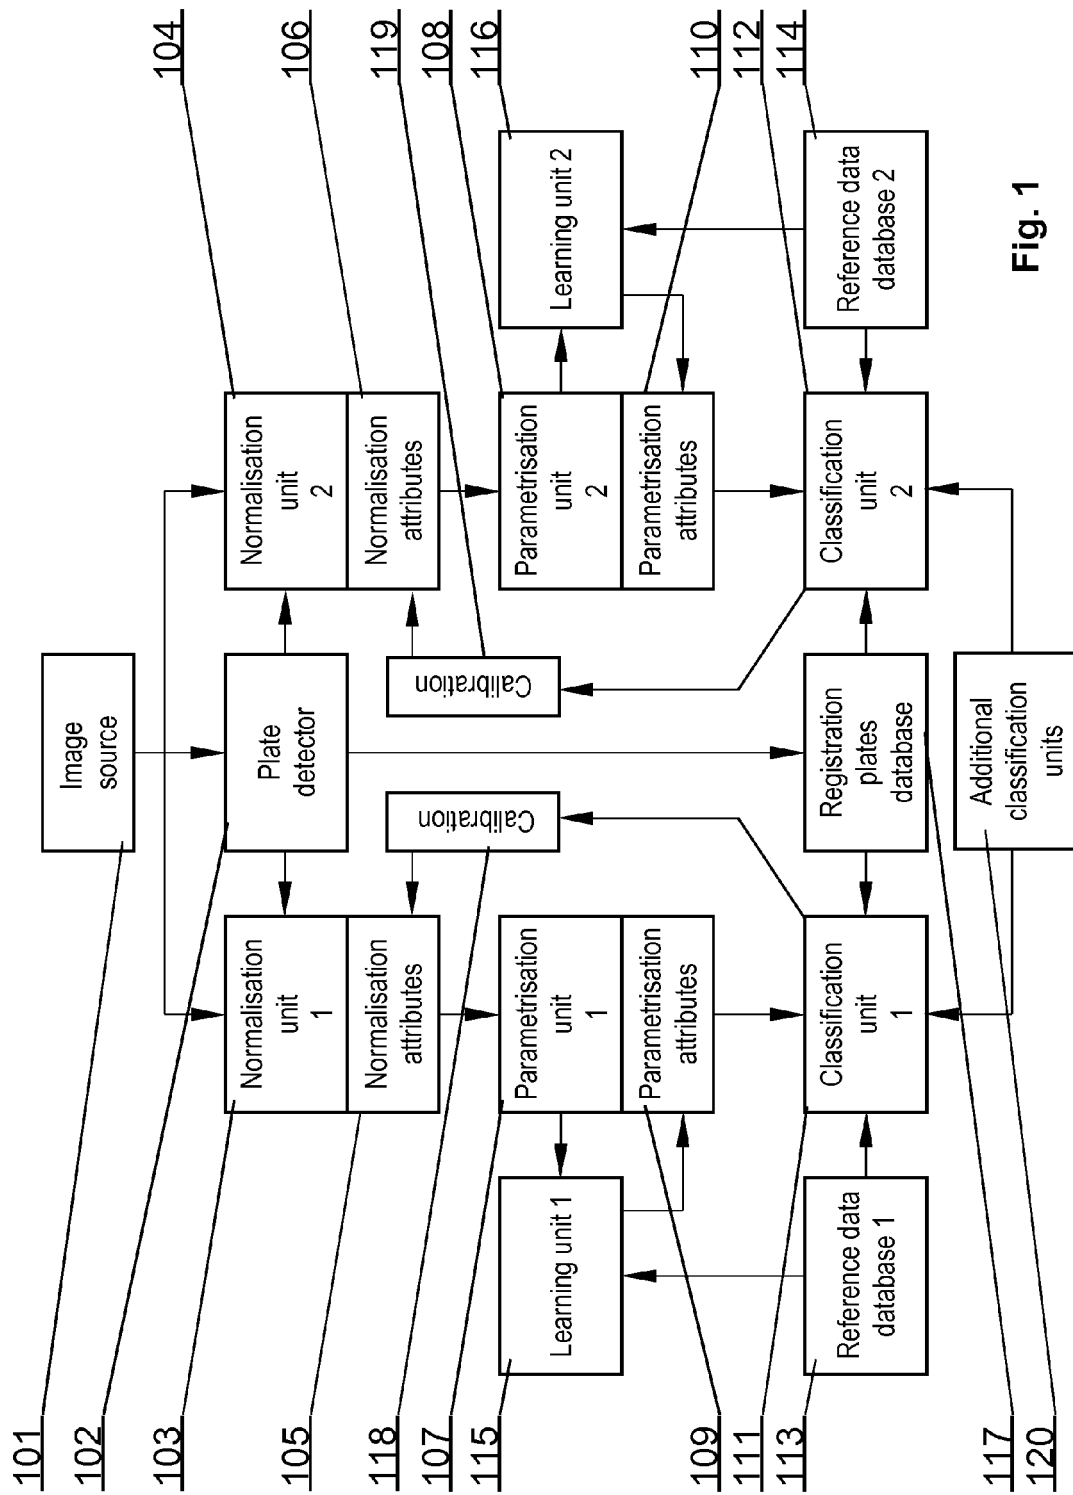 101
102
103
105
118
107
115
109
111
113
117
120
104
106
119
108
116
110
112
114
Image
source
Plate
detector
Normalisation
unit
1
Normalisation
attributes
Normalisation
unit
2
Normalisation
attributes
Calibration
Calibration
Learning unit 1
Parametrisation
unit
1
Parametrisation
attributes
Parametrisation
unit
2
Parametrisation
attributes
Learning unit 2
Reference data
database 1
Classification
unit
1
Registration
plates
database
Classification
unit
2
Reference data
database 2
Additional
classification
units
Fig. 1